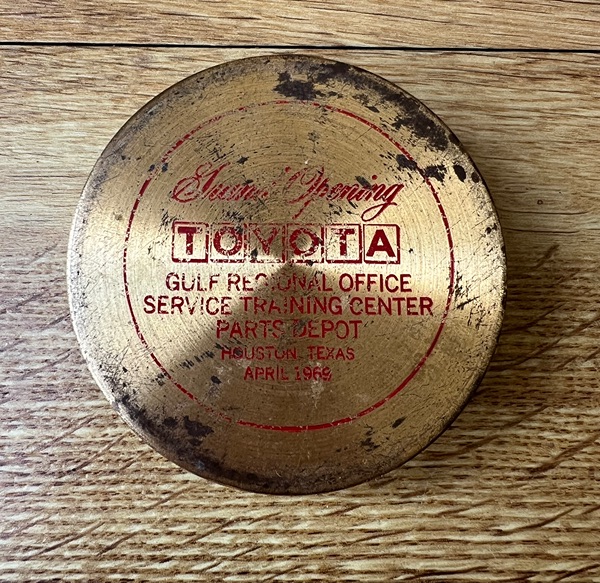 Grand Opening
TOYOTA
GULF REGIONAL OFFICE
SERVICE TRAINING CENTER
PARTS DEPOT
HOUSTON, TEXAS
APRIL 1969